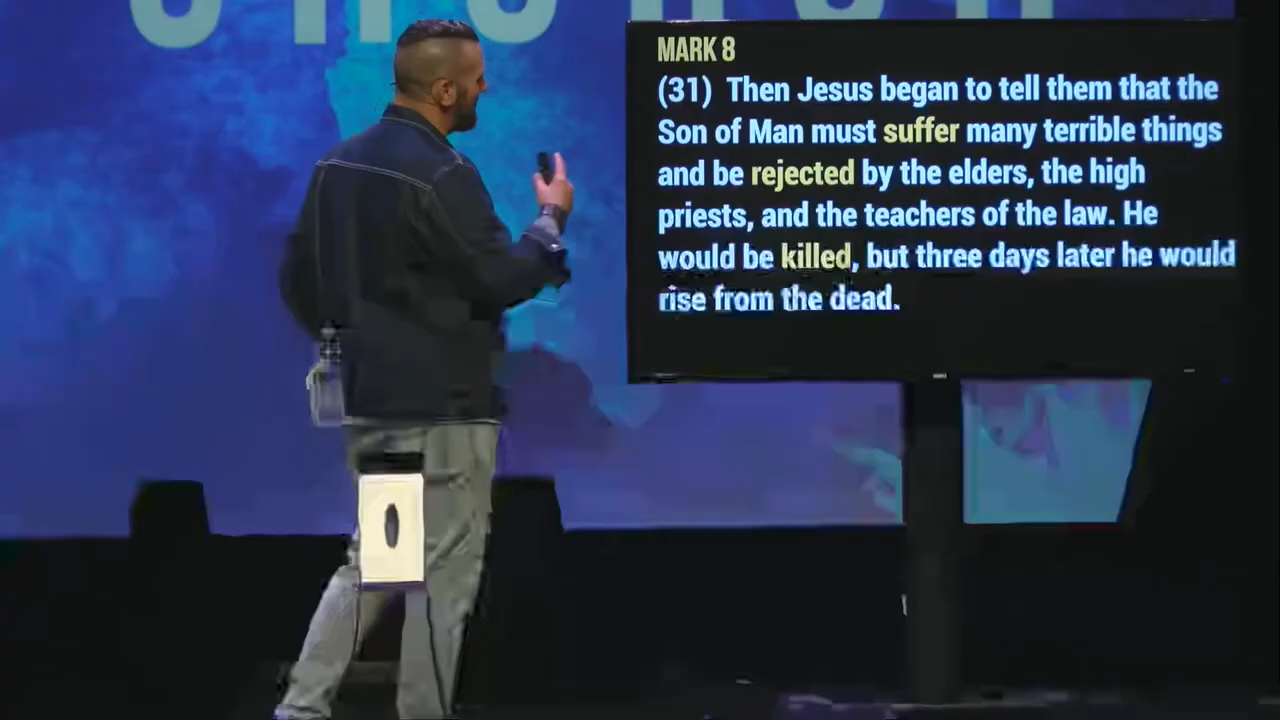 MARK 8
(31) Then Jesus began to tell them that the
Son of Man must suffer many terrible things
and be rejected by the elders, the high
priests, and the teachers of the law. He
would be killed, but three days later he would
rise from the dead.